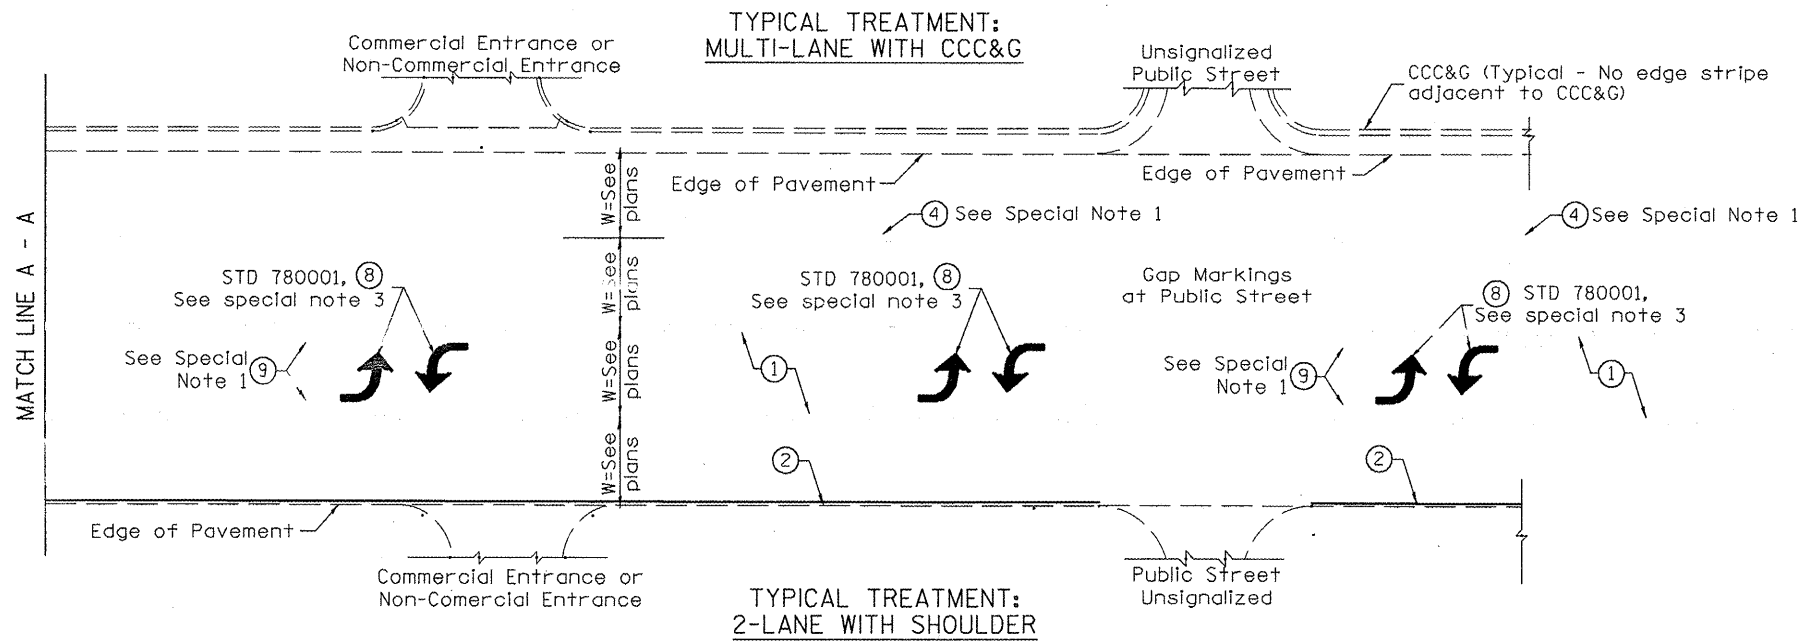 TYPICAL TREATMENT:
MULTI-LANE WITH CCC&G
Commercial Entrance or
Non-Commercial Entrance
Unsignalized
Public Street
CCC&G (Typical - No edge stripe
adjacent to CCC&G)
Edge of Pavement
Edge of Pavement
MATCH LINE A - A
W=See
plans
W=See
plans
W=See
plans
W=See
plans
4 See Special Note 1
4 See Special Note 1
STD 780001, 8
See special note 3
STD 780001, 8
See special note 3
Gap Markings
at Public Street
8 STD 780001,
See special note 3
See Special
Note 1 9
1
See Special
Note 1 9
1
2
2
Edge of Pavement
Commercial Entrance or
Non-Comercial Entrance
Public Street
Unsignalized
TYPICAL TREATMENT:
2-LANE WITH SHOULDER